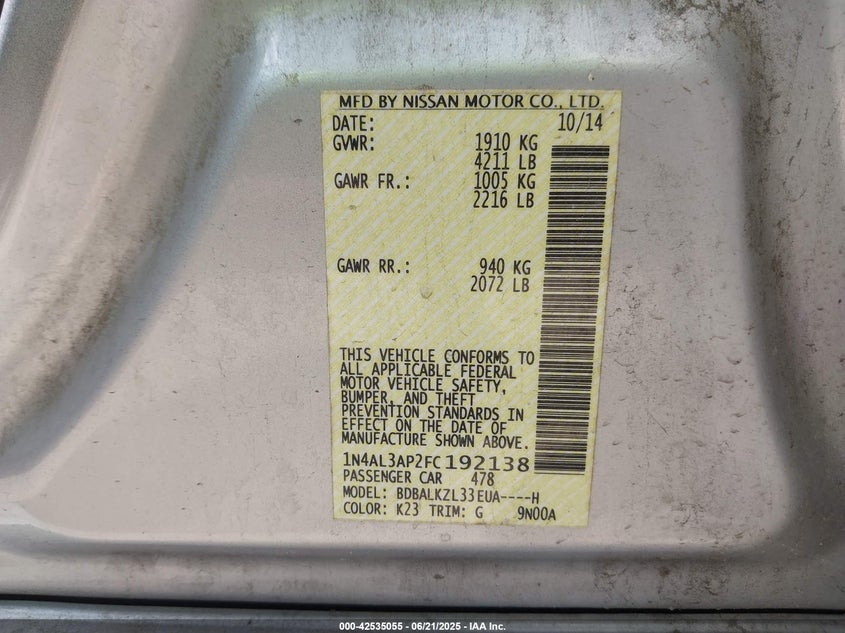 MFD BY NISSAN MOTOR CO., LTD.
DATE: 10/14
GVWR: 1910 KG
4211 LB
GAWR FR.: 1005 KG
2216 LB
GAWR RR.: 940 KG
2072 LB
THIS VEHICLE CONFORMS TO
ALL APPLICABLE FEDERAL
MOTOR VEHICLE SAFETY,
BUMPER, AND THEFT
PREVENTION STANDARDS IN
EFFECT ON THE DATE OF
MANUFACTURE SHOWN ABOVE.
1N4AL3AP2FC192138
PASSENGER CAR 478
MODEL: BDBALKZL33EUA----H
COLOR: K23 TRIM: G 9N00A
000-42535055 - 06/21/2025 - IAA Inc.